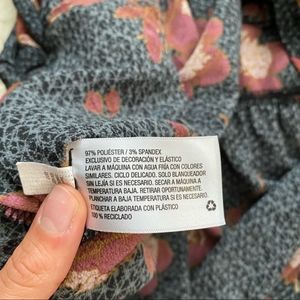 97% POLIÉSTER / 3% SPANDEX
EXCLUSIVO DE DECORACIÓN Y ELÁSTICO
LAVAR A MÁQUINA CON AGUA FRÍA CON COLORES
SIMILARES. CICLO DELICADO. SOLO BLANQUEADOR
SIN LEJÍA SI ES NECESARIO. SECAR A MÁQUINA A
TEMPERATURA BAJA. RETIRAR OPORTUNAMENTE.
PLANCHAR A BAJA TEMPERATURA SI ES NECESARIO.
ETIQUETA ELABORADA CON PLÁSTICO
100 % RECICLADO